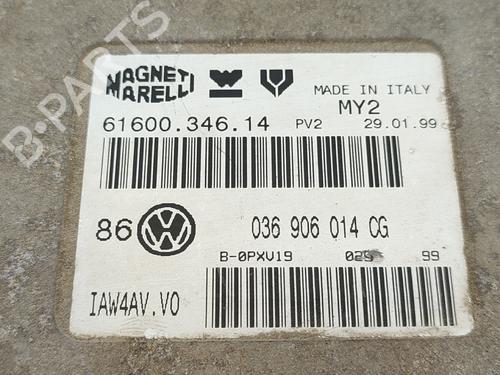 B-PARTS
MAGNETI MARELLI
MADE IN ITALY
MY2
61600.346.14 PV2 29.01.99
86 036 906 014 CG
B-0PXV19 029 99
IAW4AV.V0